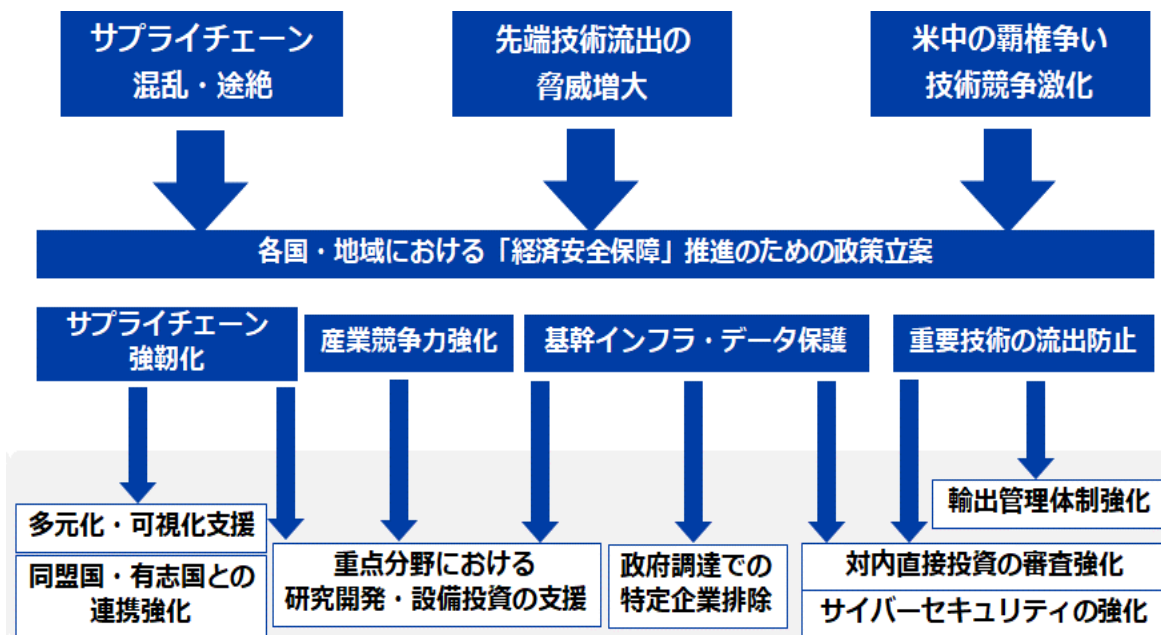 サプライチェーン
混乱・途絶
先端技術流出の
脅威増大
米中の覇権争い
技術競争激化
各国・地域における「経済安全保障」推進のための政策立案
サプライチェーン
強靭化
産業競争力強化
基幹インフラ・データ保護
重要技術の流出防止
多元化・可視化支援
同盟国・有志国との
連携強化
重点分野における
研究開発・設備投資の支援
政府調達での
特定企業排除
輸出管理体制強化
対内直接投資の審査強化
サイバーセキュリティの強化